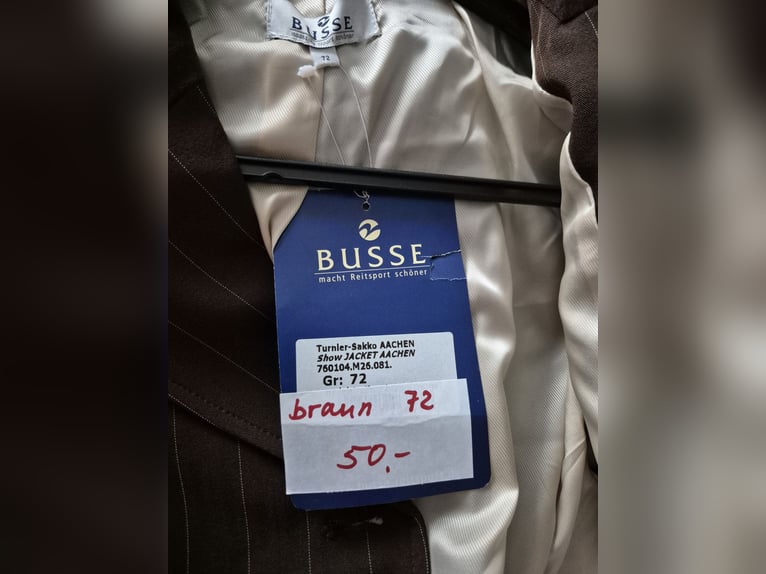 BUSSE
72
BUSSE
macht Reitsport schöner
Turnier-Sakko AACHEN
Show JACKET AACHEN
760104.M26.081.
Gr: 72
braun 72
50.-